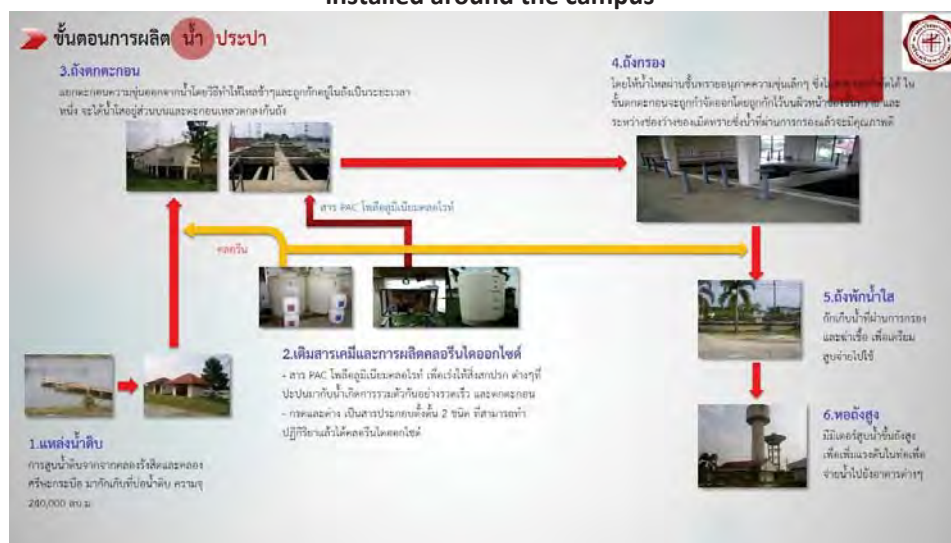 installed around the campus
ขั้นตอนการผลิต น้ำ ประปา
3.ถังตกตะกอน
แยกตะกอนความขุ่นออกจากน้ำโดยวิธีทำให้ไหลช้าๆและถูกกักอยู่ในถังเป็นระยะเวลา
หนึ่ง จะได้น้ำใสอยู่ส่วนบนและตะกอนเหลวตกลงก้นถัง
4.ถังกรอง
โดยให้น้ำไหลผ่านชั้นทรายอนุภาคความขุ่นเล็กๆ ได้ ใน
ขั้นตกตะกอนจะถูกกำจัดออกโดยถูกกักไว้บนผิวหน้าของชั้นทราย และ
ระหว่างช่องว่างของเม็ดทรายซึ่งน้ำที่ผ่านการกรองแล้วจะมีคุณภาพดี
สาร PAC โพลีอลูมิเนียมคลอไรท์
คลอรีน
2.เติมสารเคมีและการผลิตคลอรีนไดออกไซด์
- สาร PAC โพลีอลูมิเนียมคลอไรท์ เพื่อเร่งให้สิ่งสกปรก ต่างๆที่
ปะปนมากับน้ำเกิดการรวมตัวกันอย่างรวดเร็ว และตกตะกอน
- กรดและด่าง เป็นสารประกอบตั้งต้น 2 ชนิด ที่สามารถทำ
ปฏิกิริยาแล้วได้คลอรีนไดออกไซด์
5.ถังพักน้ำใส
กักเก็บน้ำที่ผ่านการกรอง
และฆ่าเชื้อ เพื่อเตรียม
สูบจ่ายไปใช้
1.แหล่งน้ำดิบ
การสูบน้ำดิบจากจากคลองรังสิตและคลอง
ศรีษะกระบือ มากักเก็บที่บ่อน้ำดิบ ความจุ
240,000 ลบ.ม
6.หอถังสูง
มีมิเตอร์สูบน้ำขึ้นถังสูง
เพื่อเพิ่มแรงดันในท่อเพื่อ
จ่ายน้ำไปยังอาคารต่างๆ